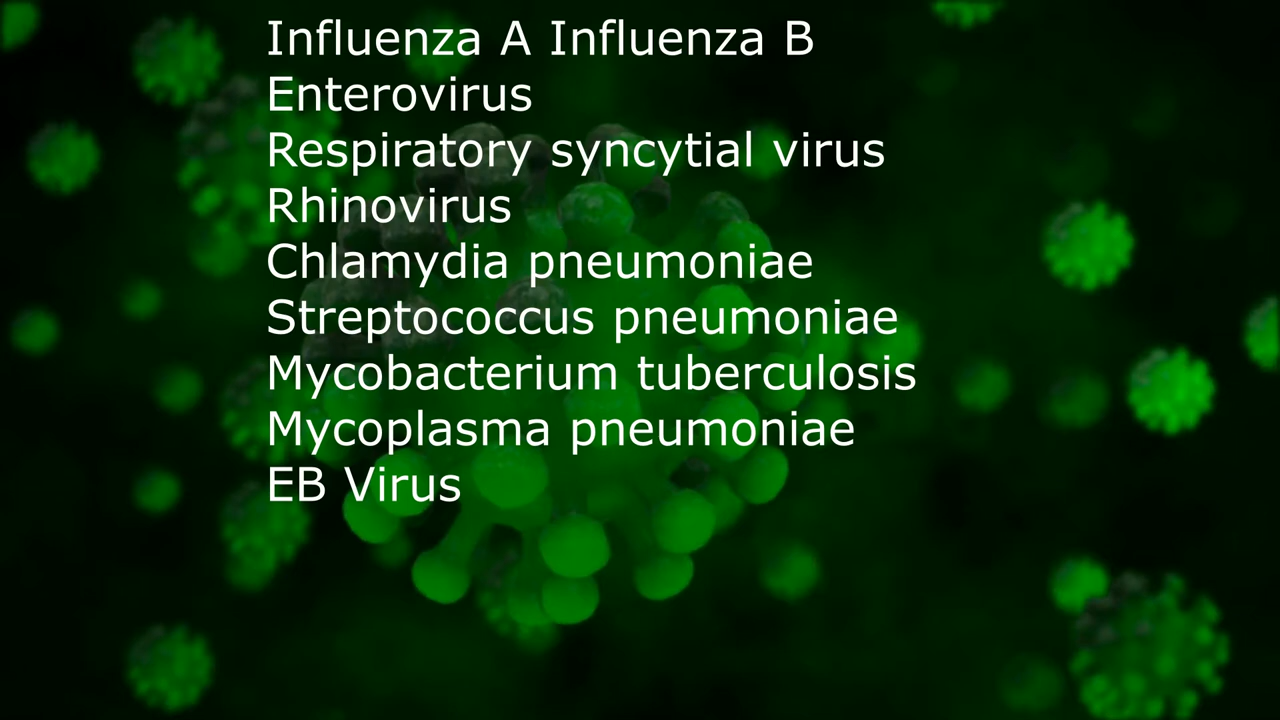 Influenza A Influenza B
Enterovirus
Respiratory syncytial virus
Rhinovirus
Chlamydia pneumoniae
Streptococcus pneumoniae
Mycobacterium tuberculosis
Mycoplasma pneumoniae
EB Virus